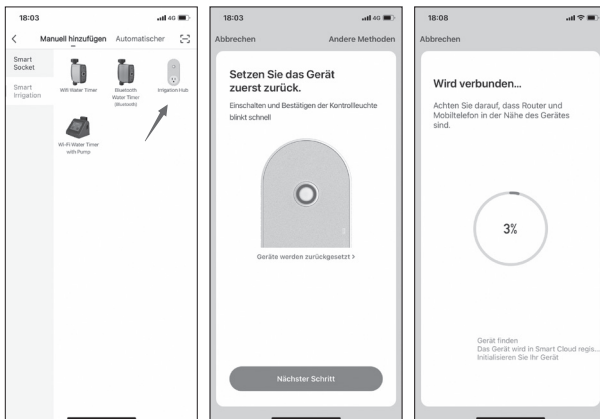 18:03
4G
Manuell hinzufügen Automatischer
Smart
Socket
Smart
Irrigation
Wifi Water Timer
Bluetooth
Water Timer
(Bluetooth)
Irrigation Hub
Wi-Fi Water Timer
with Pump
18:03
4G
Abbrechen Andere Methoden
Setzen Sie das Gerät
zuerst zurück.
Einschalten und Bestätigen der Kontrollleuchte
blinkt schnell
Geräte werden zurückgesetzt >
Nächster Schritt
18:08
Abbrechen
Wird verbunden...
Achten Sie darauf, dass Router und
Mobiltelefon in der Nähe des Gerätes
sind.
3%
Gerät finden
Das Gerät wird in Smart Cloud regis...
Initialisieren Sie Ihr Gerät